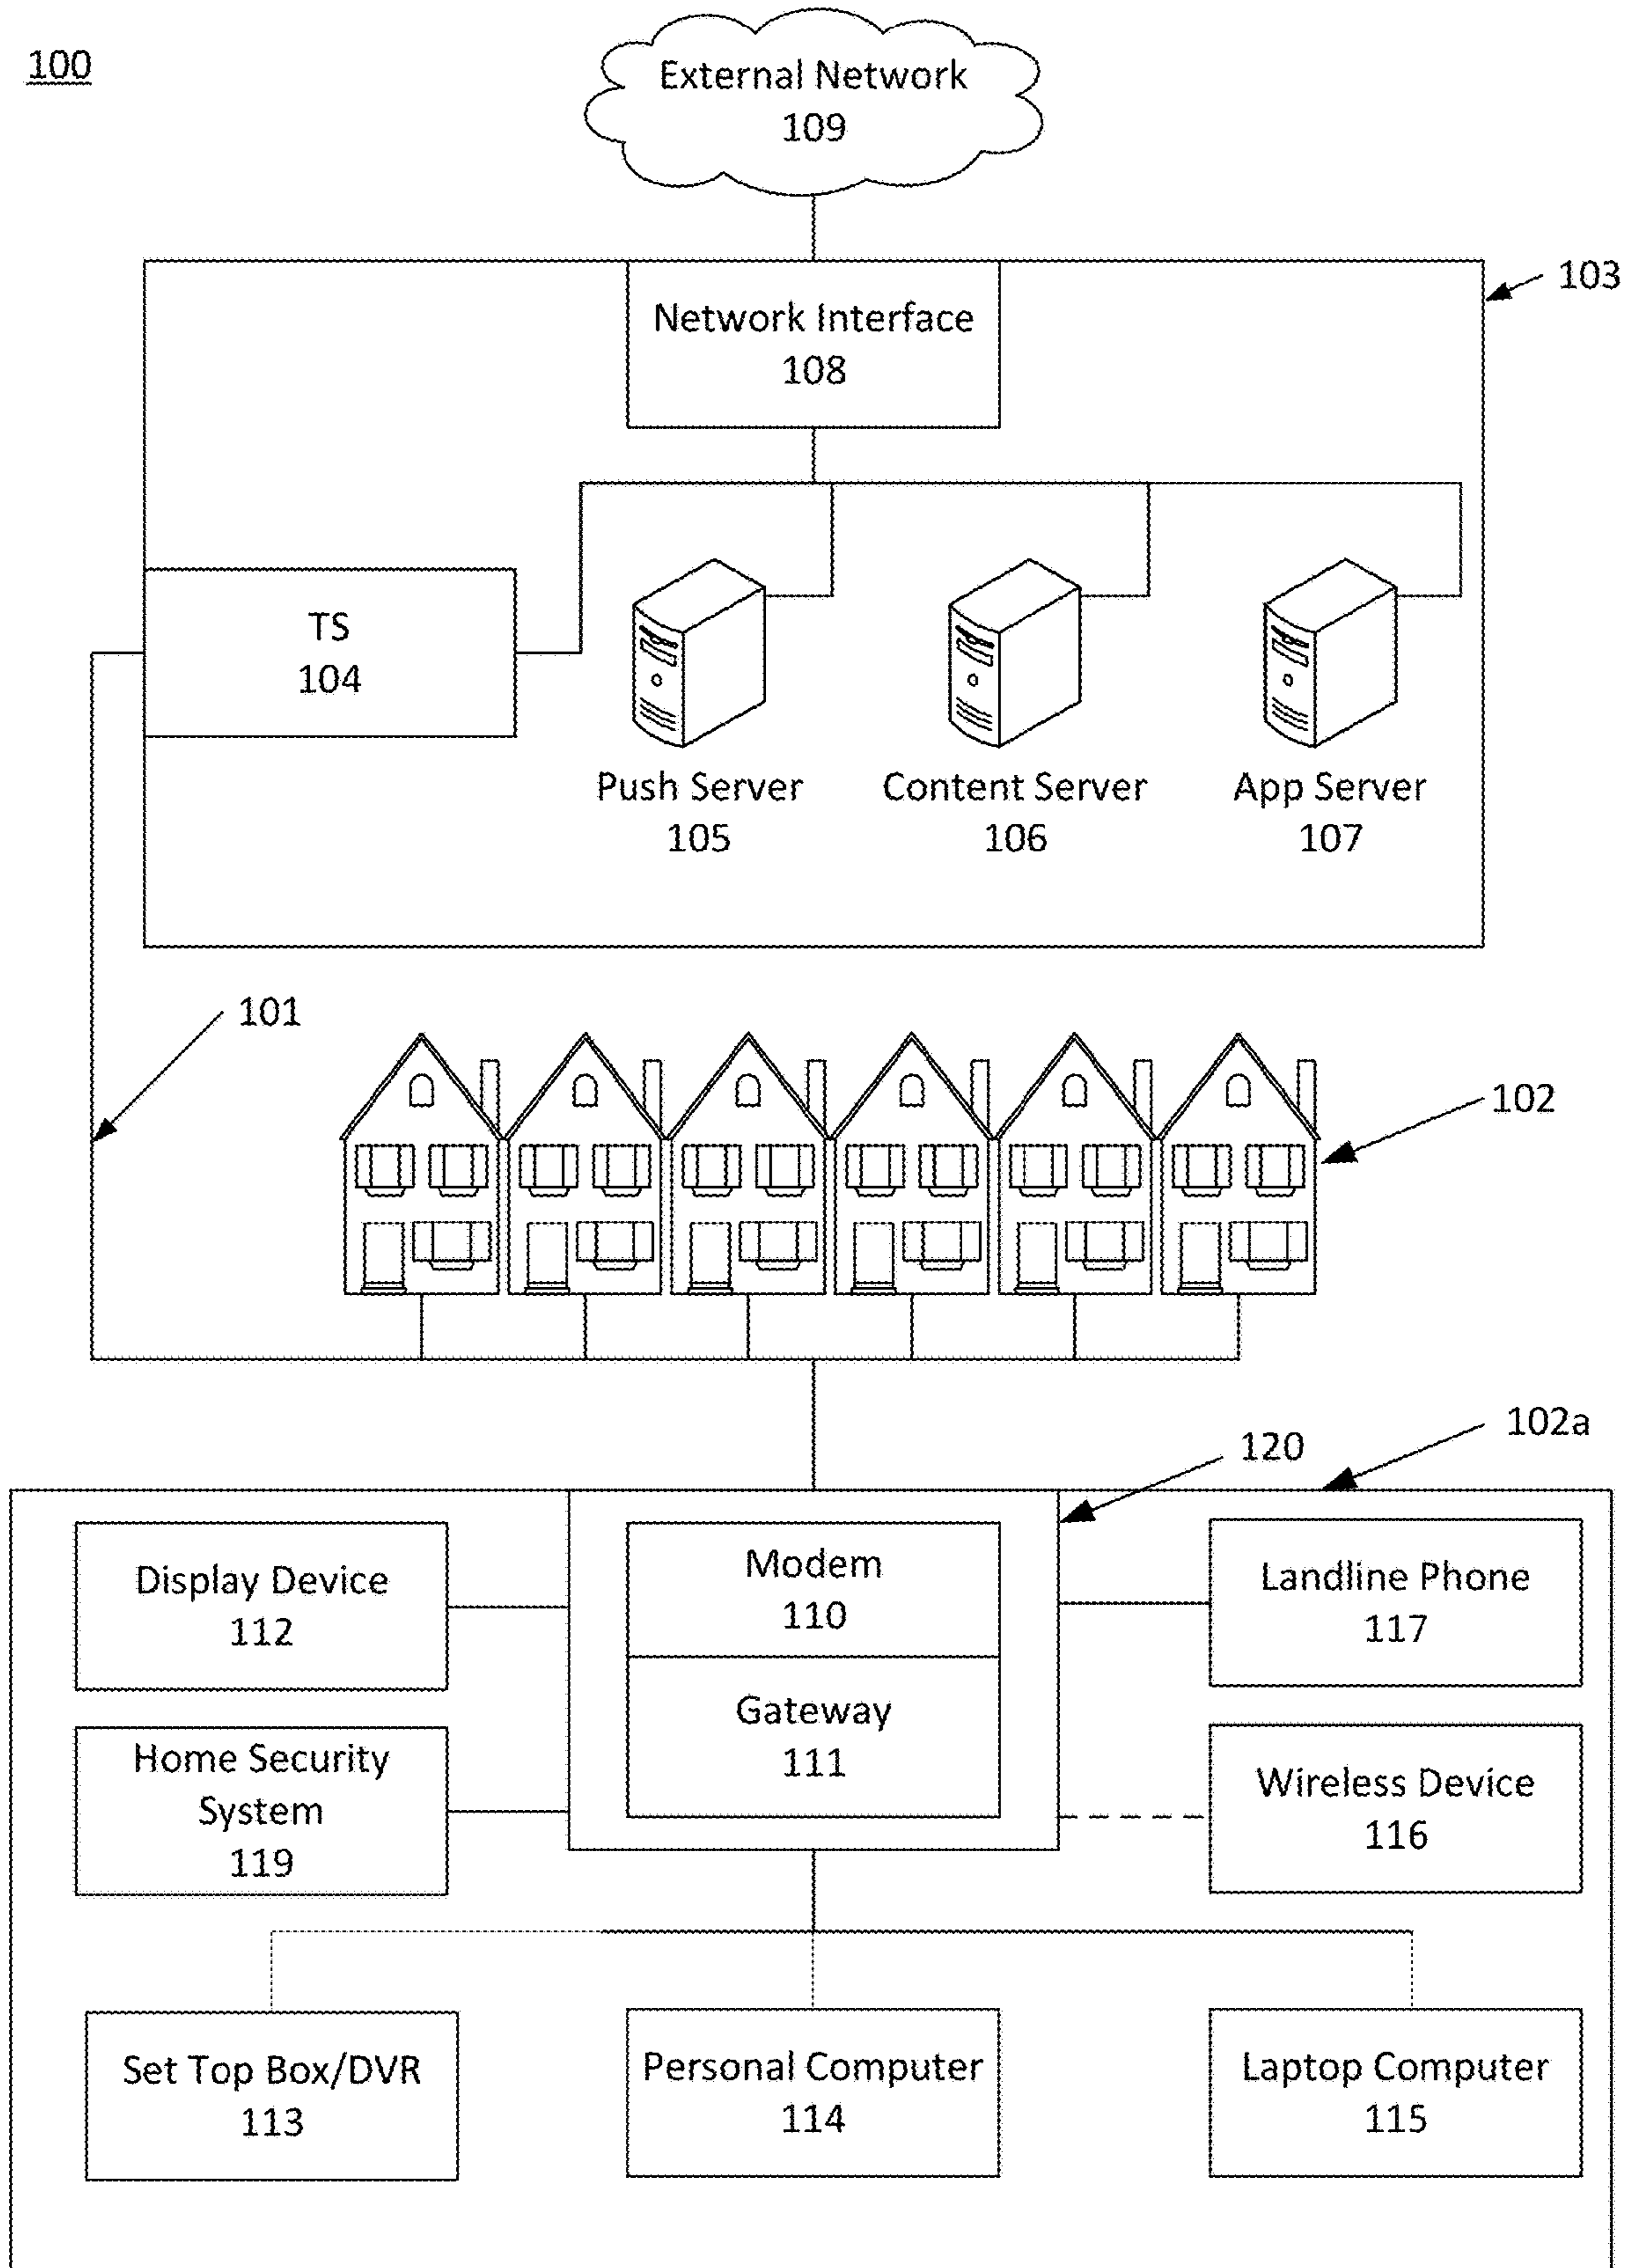 100
External Network
109
103
Network Interface
108
TS
104
Push Server
105
Content Server
106
App Server
107
101
102
102a
120
Display Device
112
Modem
110
Landline Phone
117
Gateway
111
Home Security
System
119
Wireless Device
116
Set Top Box/DVR
113
Personal Computer
114
Laptop Computer
115